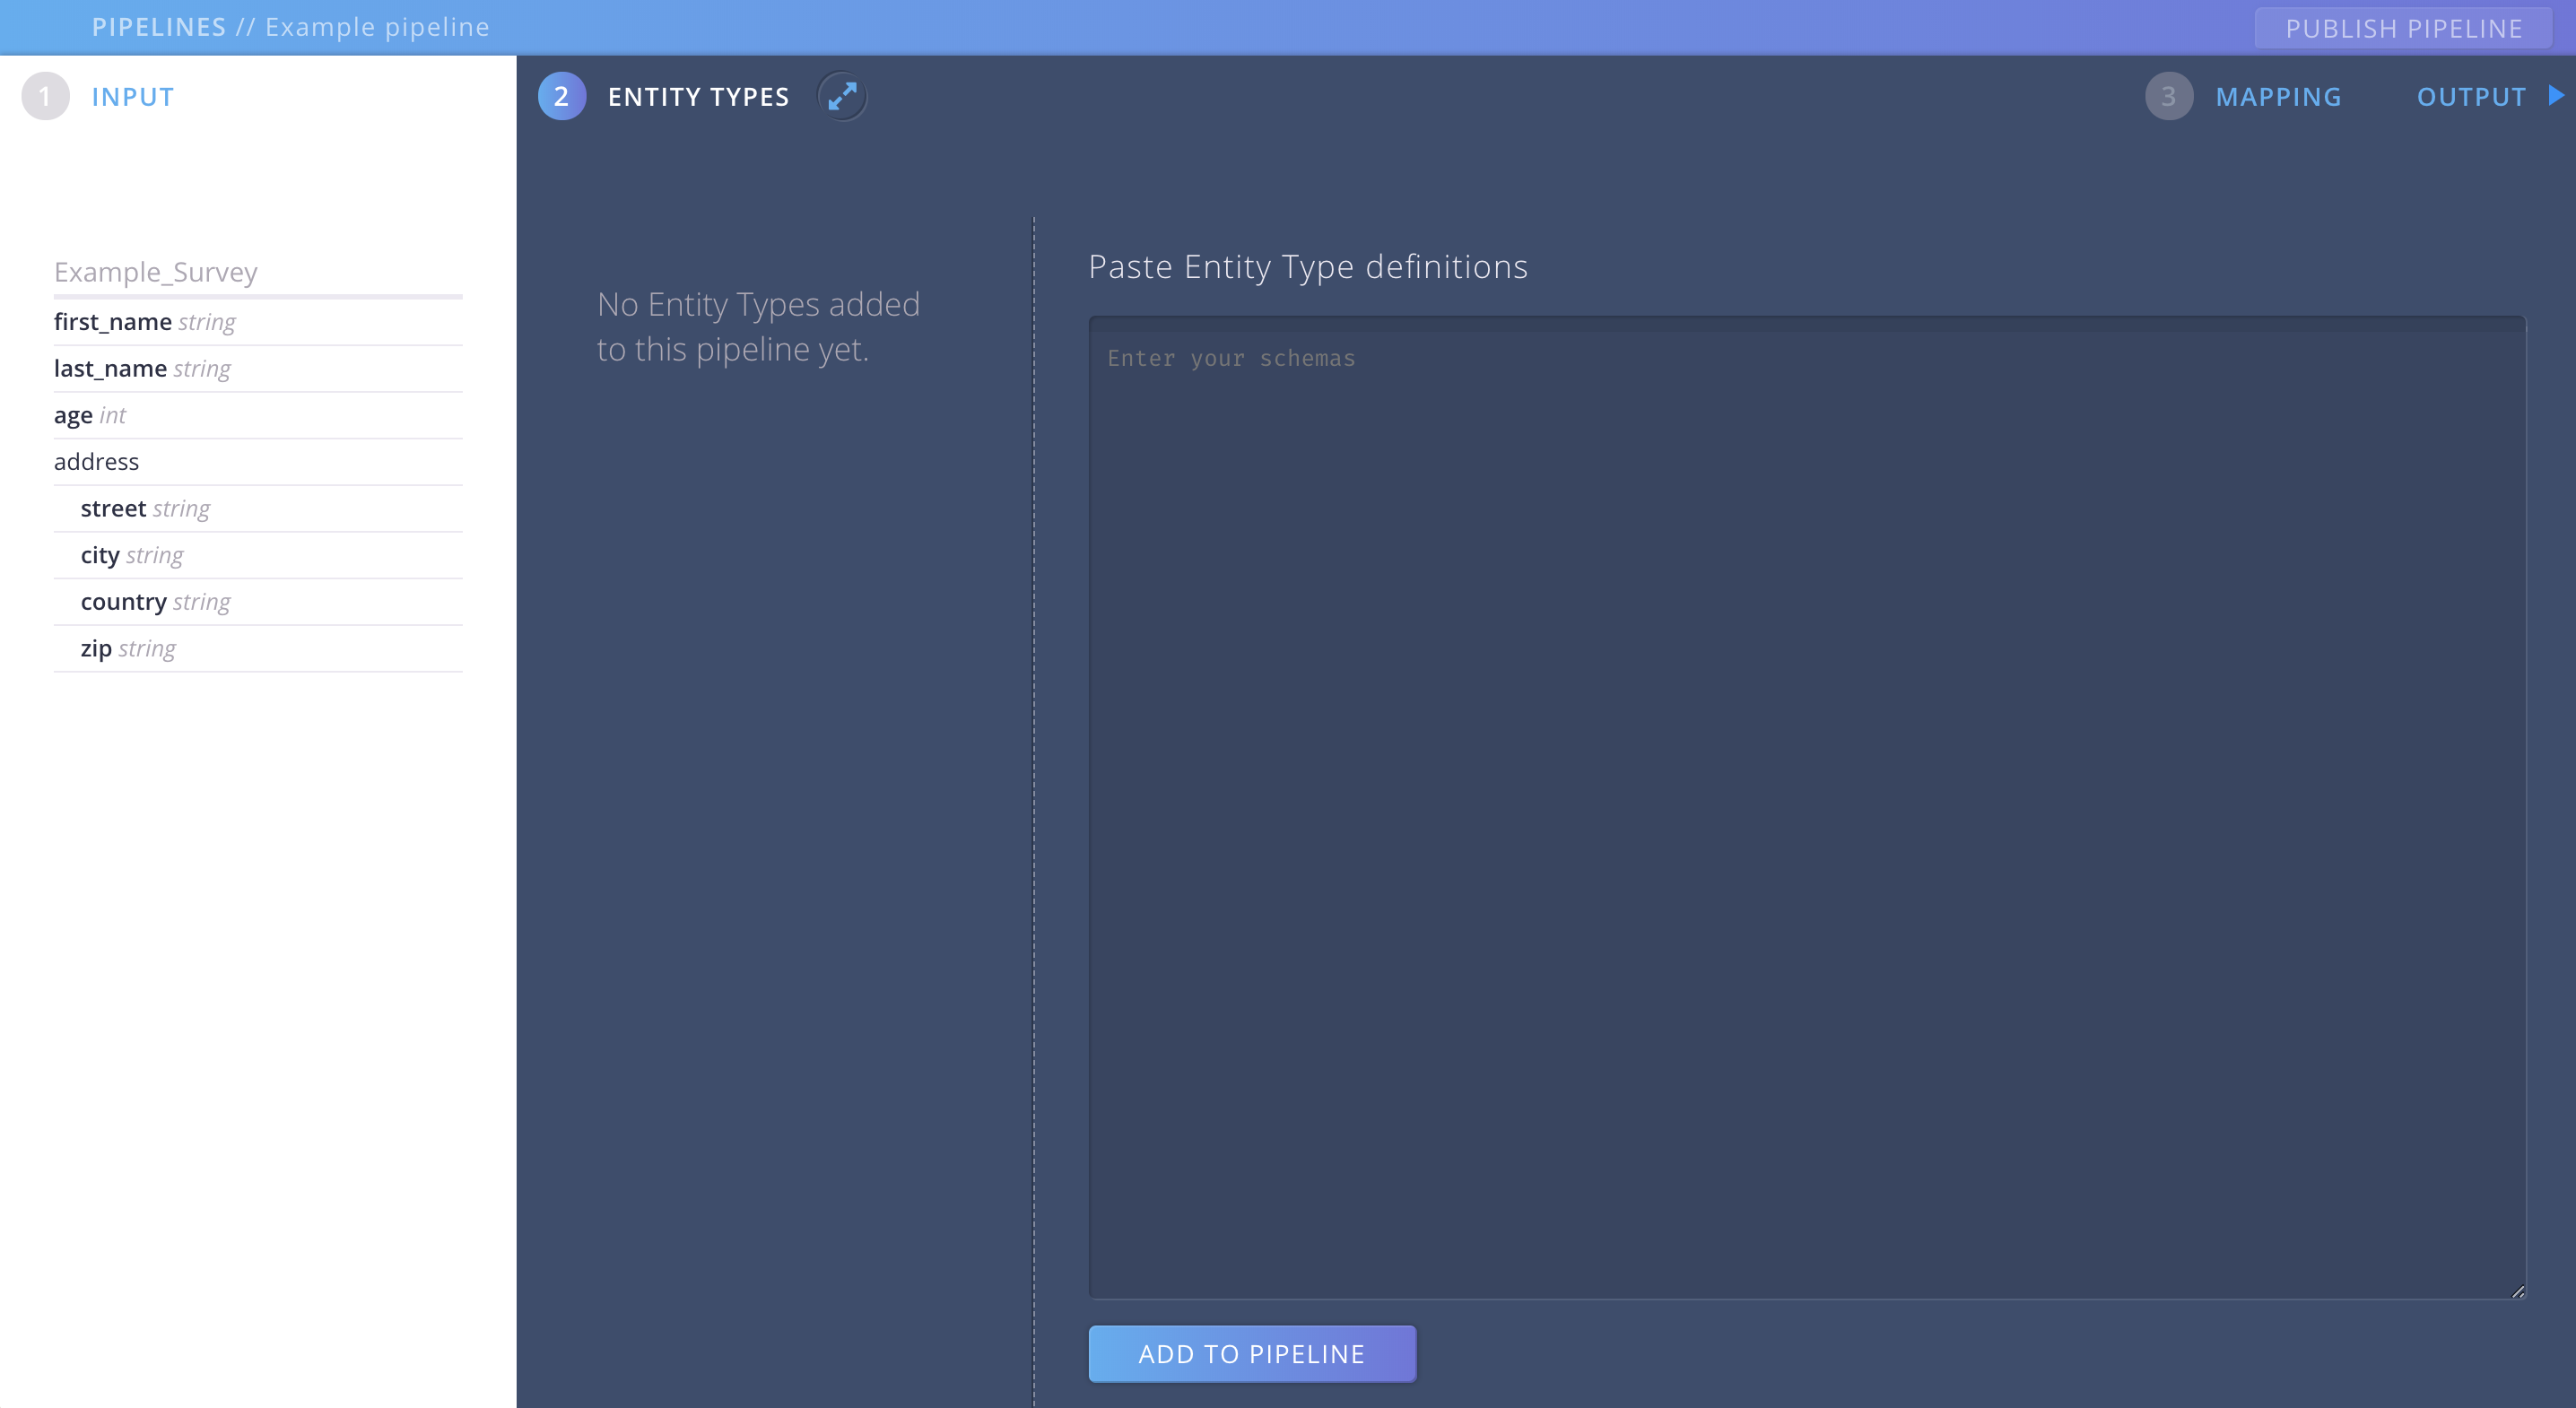 PIPELINES // Example pipeline
PUBLISH PIPELINE
1 INPUT
2 ENTITY TYPES
3 MAPPING
OUTPUT
Example_Survey
first_name string
last_name string
age int
address
street string
city string
country string
zip string
No Entity Types added
to this pipeline yet.
Paste Entity Type definitions
Enter your schemas
ADD TO PIPELINE